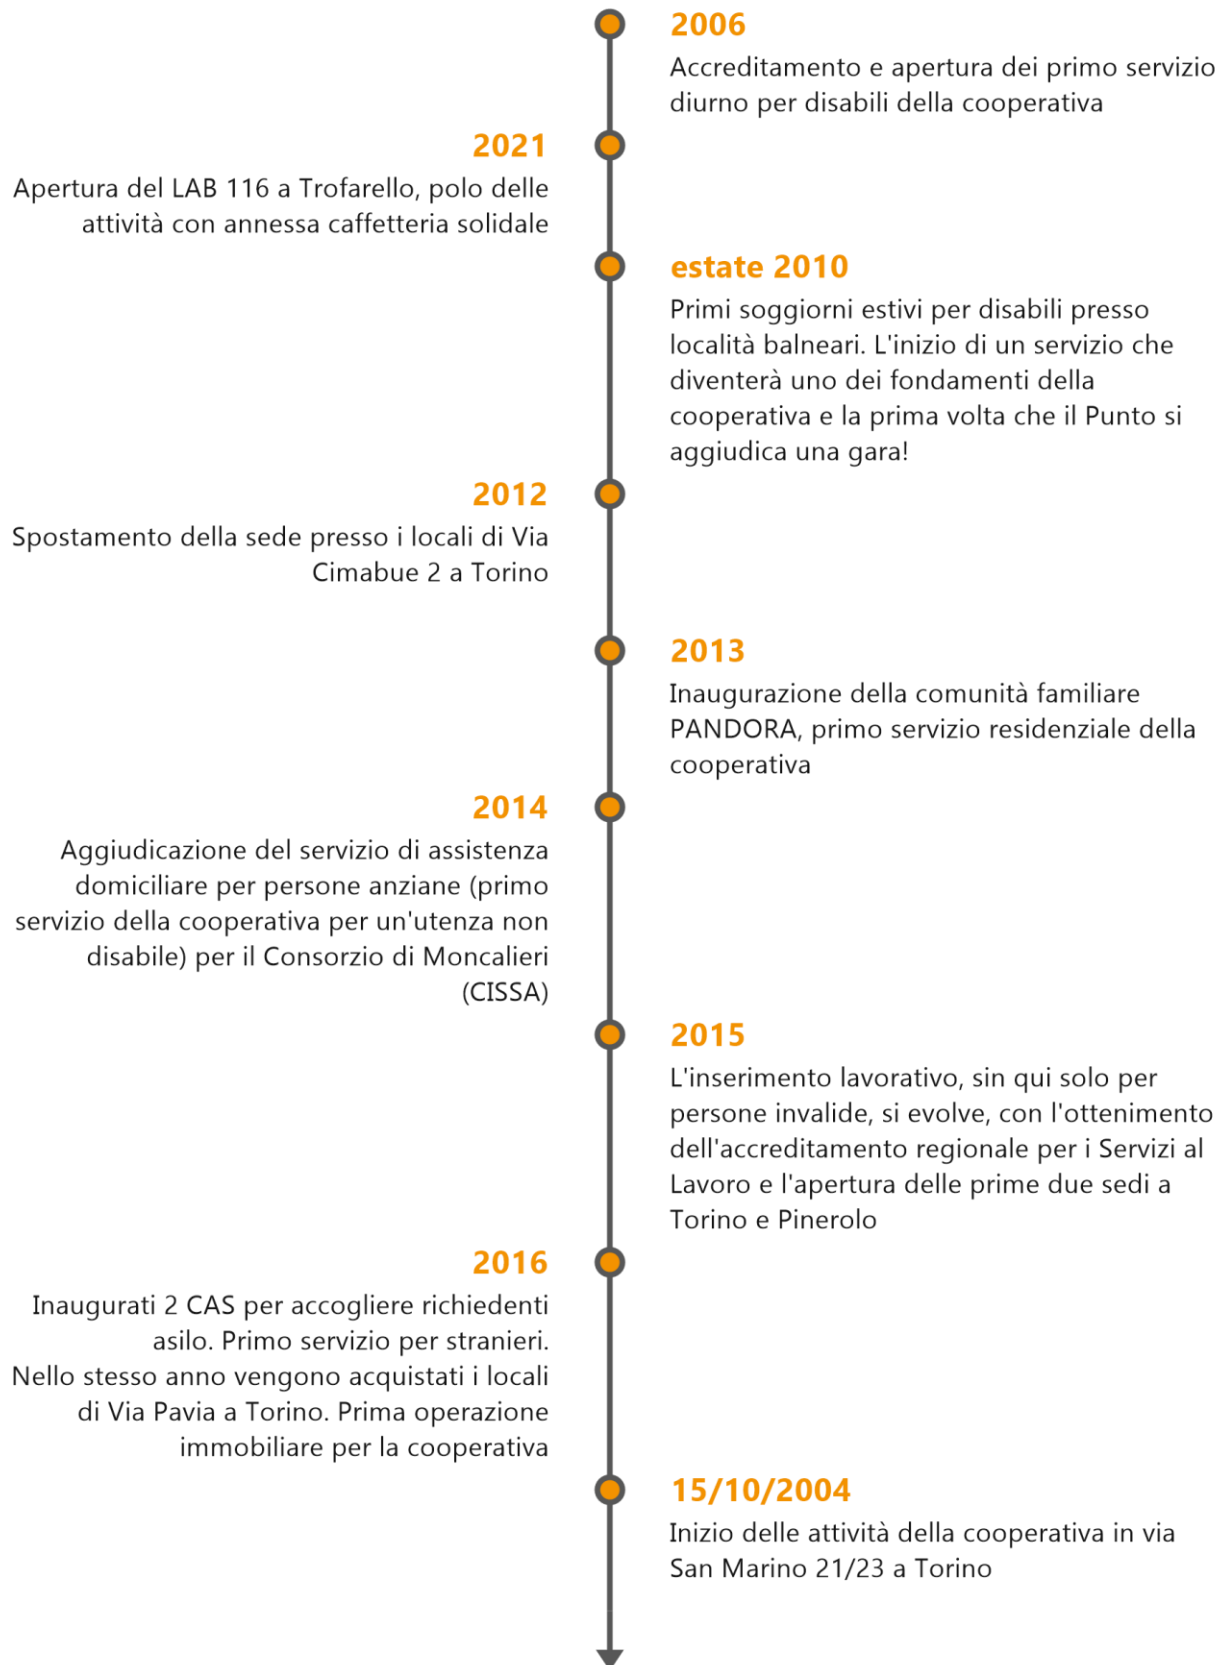 2006
Accreditamento e apertura dei primo servizio
diurno per disabili della cooperativa
2021
Apertura del LAB 116 a Trofarello, polo delle
attività con annessa caffetteria solidale
estate 2010
Primi soggiorni estivi per disabili presso
località balneari. L'inizio di un servizio che
diventerà uno dei fondamenti della
cooperativa e la prima volta che il Punto si
aggiudica una gara!
2012
Spostamento della sede presso i locali di Via
Cimabue 2 a Torino
2013
Inaugurazione della comunità familiare
PANDORA, primo servizio residenziale della
cooperativa
2014
Aggiudicazione del servizio di assistenza
domiciliare per persone anziane (primo
servizio della cooperativa per un'utenza non
disabile) per il Consorzio di Moncalieri
(CISSA)
2015
L'inserimento lavorativo, sin qui solo per
persone invalide, si evolve, con l'ottenimento
dell'accreditamento regionale per i Servizi al
Lavoro e l'apertura delle prime due sedi a
Torino e Pinerolo
2016
Inaugurati 2 CAS per accogliere richiedenti
asilo. Primo servizio per stranieri.
Nello stesso anno vengono acquistati i locali
di Via Pavia a Torino. Prima operazione
immobiliare per la cooperativa
15/10/2004
Inizio delle attività della cooperativa in via
San Marino 21/23 a Torino